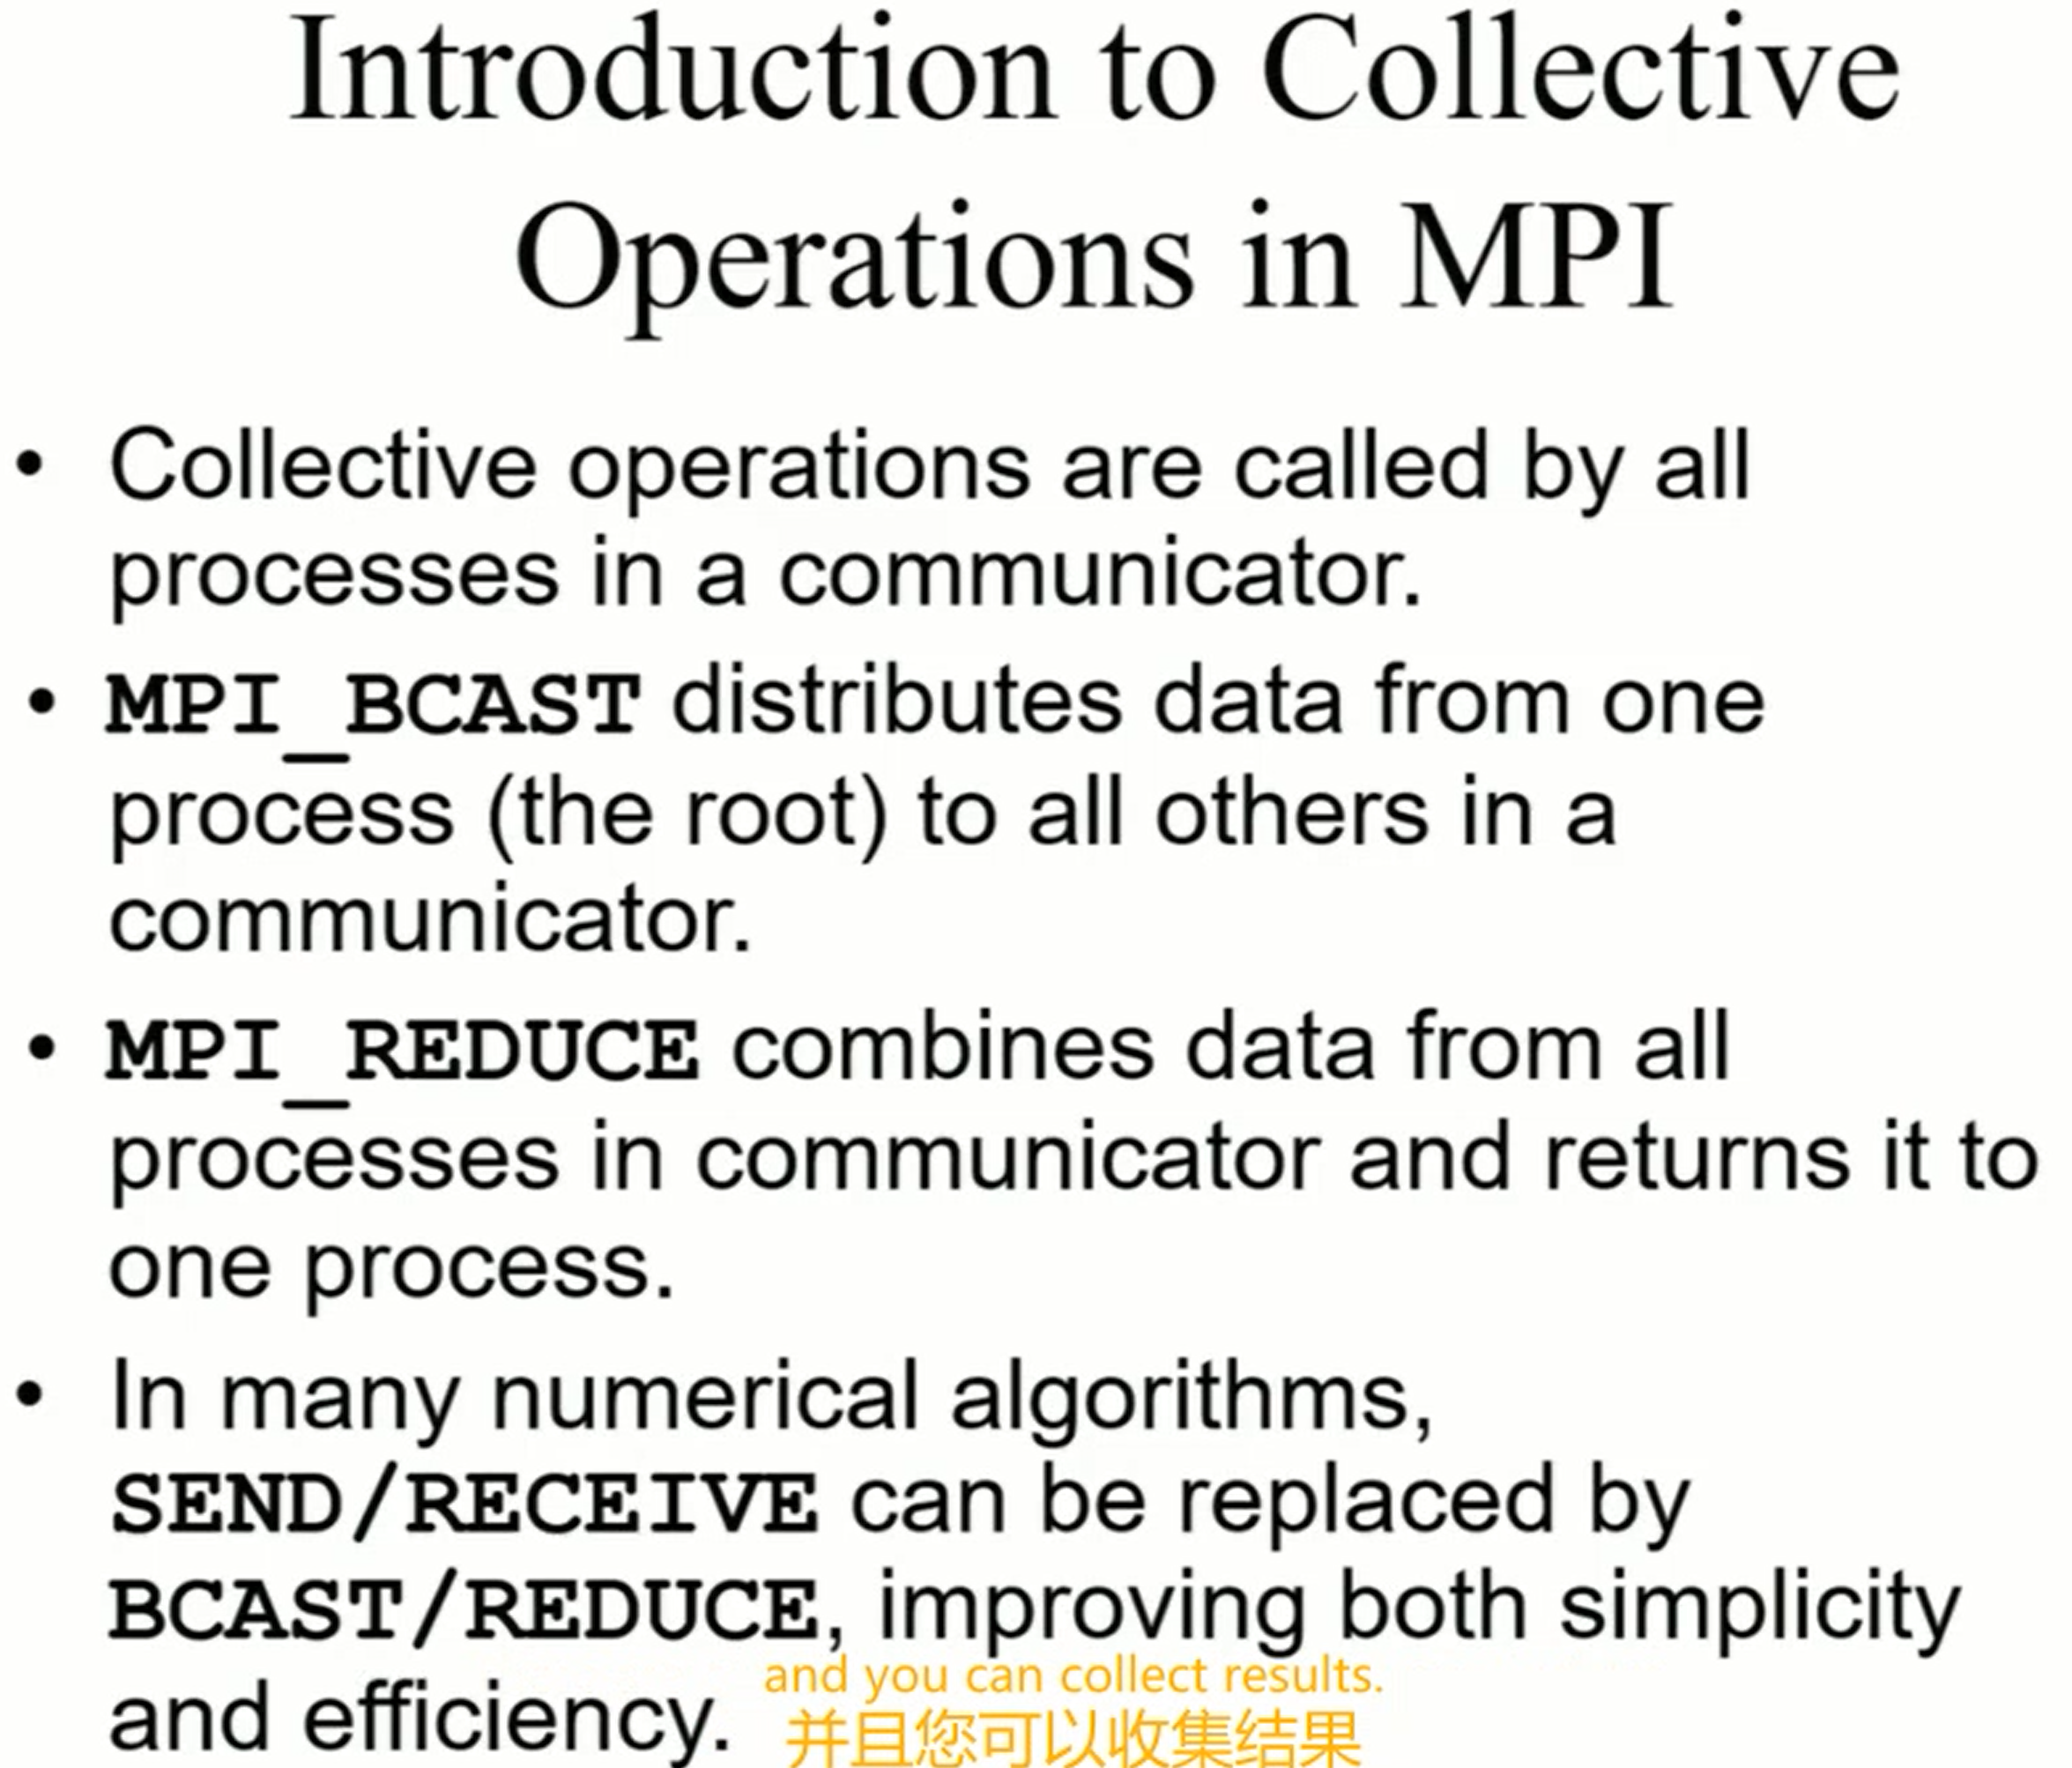 Introduction to Collective
Operations in MPI
• Collective operations are called by all
processes in a communicator.
• MPI_BCAST distributes data from one
process (the root) to all others in a
communicator.
• MPI_REDUCE combines data from all
processes in communicator and returns it to
one process.
• In many numerical algorithms,
SEND/RECEIVE can be replaced by
BCAST/REDUCE, improving both simplicity
and efficiency.
and you can collect results.
并且您可以收集结果